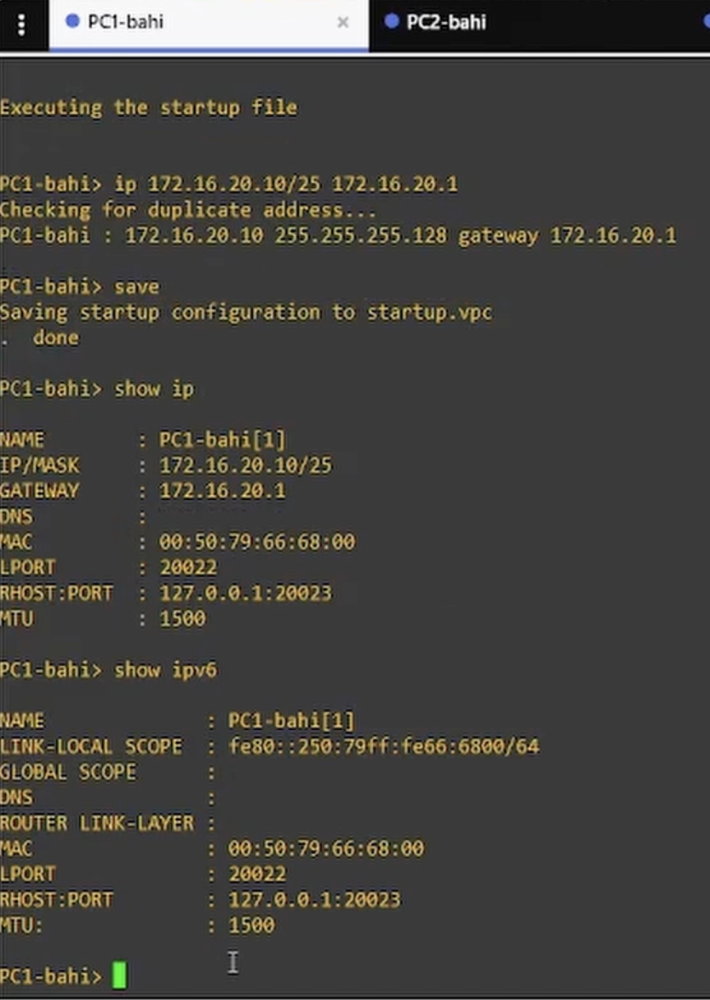 PC1-bahi
PC2-bahi
Executing the startup file
PC1-bahi> ip 172.16.20.10/25 172.16.20.1
Checking for duplicate address...
PC1-bahi : 172.16.20.10 255.255.255.128 gateway 172.16.20.1
PC1-bahi> save
Saving startup configuration to startup.vpc
.  done
PC1-bahi> show ip
NAME        : PC1-bahi[1]
IP/MASK     : 172.16.20.10/25
GATEWAY     : 172.16.20.1
DNS         :
MAC         : 00:50:79:66:68:00
LPORT       : 20022
RHOST:PORT  : 127.0.0.1:20023
MTU         : 1500
PC1-bahi> show ipv6
NAME              : PC1-bahi[1]
LINK-LOCAL SCOPE  : fe80::250:79ff:fe66:6800/64
GLOBAL SCOPE      :
DNS               :
ROUTER LINK-LAYER :
MAC               : 00:50:79:66:68:00
LPORT             : 20022
RHOST:PORT        : 127.0.0.1:20023
MTU:              : 1500
PC1-bahi>